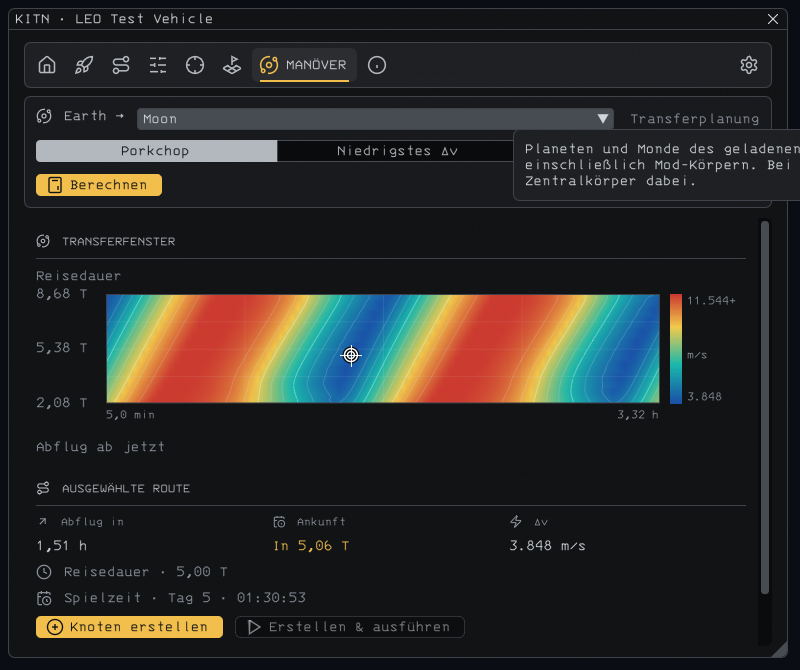 KITN · LEO Test Vehicle
MANÖVER
Earth → Moon Transferplanung
Porkchop Niedrigstes Δv
Planeten und Monde des geladenen
einschließlich Mod-Körpern. Bei
Zentralkörper dabei.
Berechnen
TRANSFERFENSTER
Reisedauer
8,68 T
11.544+
5,38 T
m/s
2,08 T
3.848
5,0 min 3,32 h
Abflug ab jetzt
AUSGEWÄHLTE ROUTE
Abflug in Ankunft Δv
1,51 h In 5,06 T 3.848 m/s
Reisedauer · 5,00 T
Spielzeit · Tag 5 · 01:30:53
Knoten erstellen Erstellen & ausführen